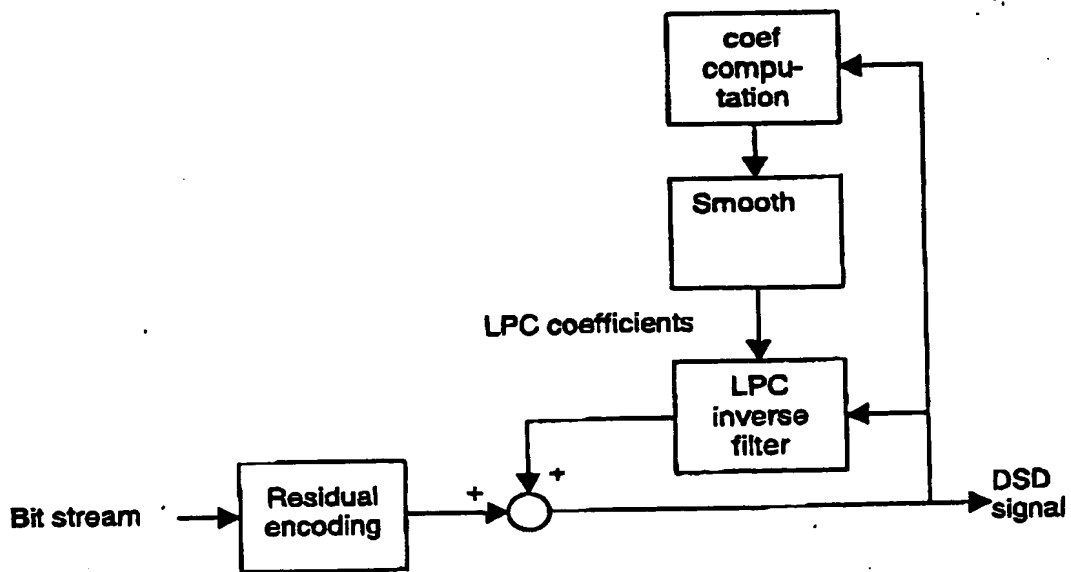 coef
compu-
tation
Smooth
LPC coefficients
LPC
inverse
filter
+
+
Residual
encoding
Bit stream
DSD
signal